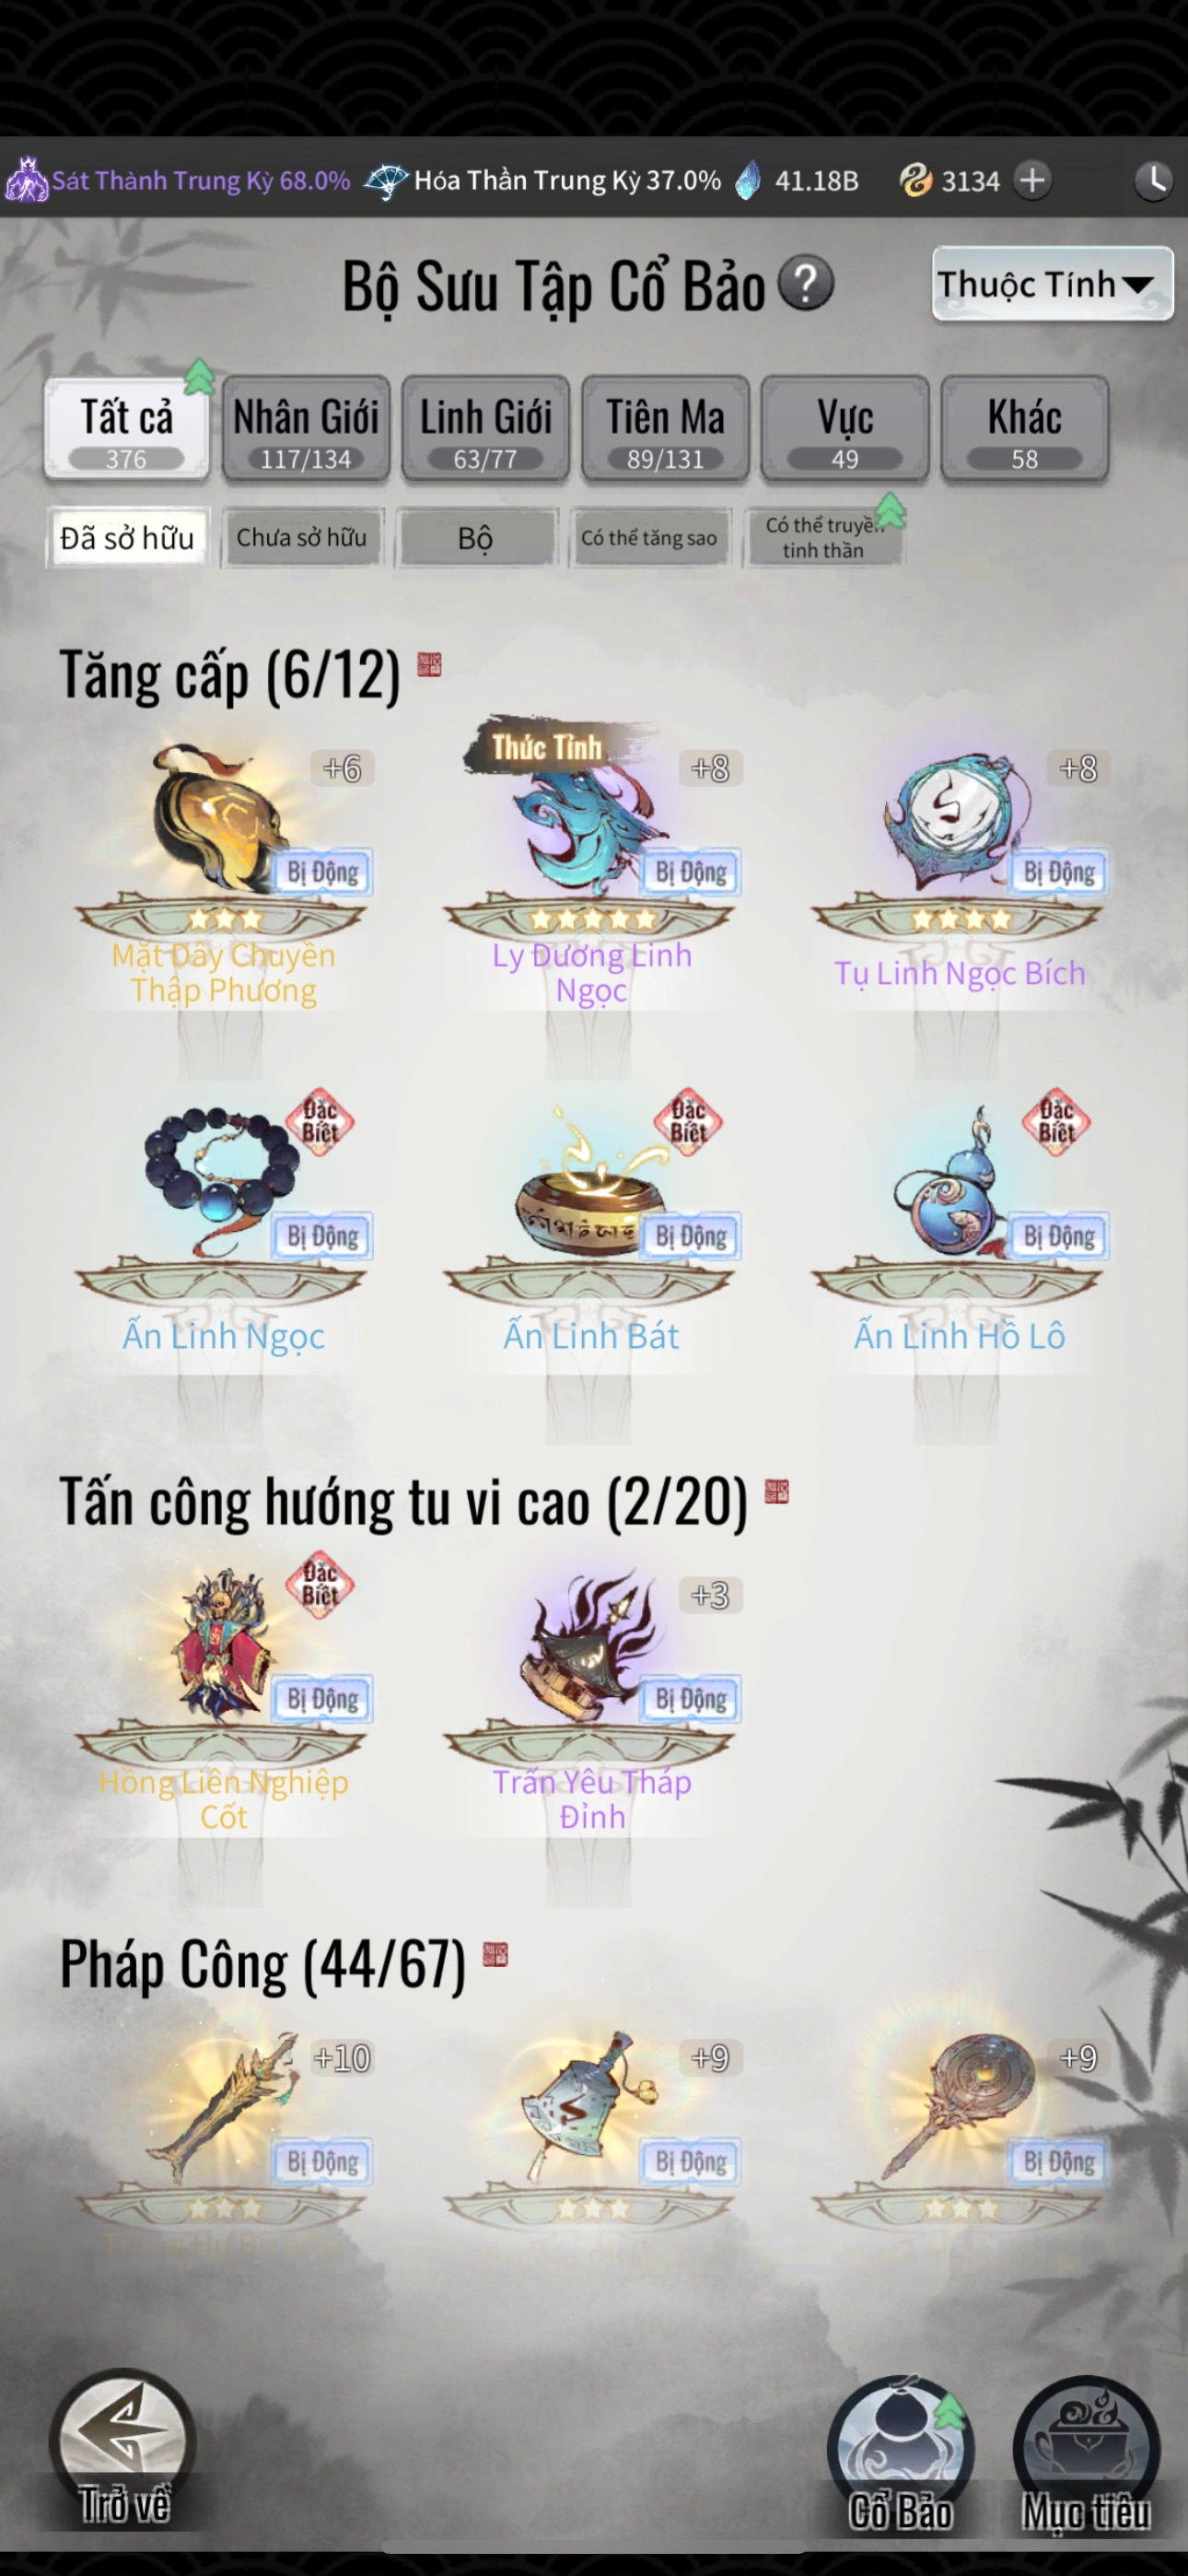 Sát Thành Trung Kỳ 68.0% Hóa Thần Trung Kỳ 37.0% 41.18B 3134
Bộ Sưu Tập Cổ Bảo ? Thuộc Tính
Tất cả Nhân Giới Linh Giới Tiên Ma Vực Khác
376 117/134 63/77 89/131 49 58
Đã sở hữu Chưa sở hữu Bộ Có thể tăng sao Có thể truyền
tinh thần
Tăng cấp (6/12)
+6 Thức Tỉnh +8 +8
Bị Động Bị Động Bị Động
Mặt Dây Chuyền
Thập Phương
Ly Dương Linh
Ngọc
Tụ Linh Ngọc Bích
Đặc
Biệt
Đặc
Biệt
Đặc
Biệt
Bị Động Bị Động Bị Động
Ấn Linh Ngọc Ấn Linh Bát Ấn Linh Hồ Lô
Tấn công hướng tu vi cao (2/20)
Đặc
Biệt
+3
Bị Động Bị Động
Hồng Liên Nghiệp
Cốt
Trấn Yêu Tháp
Đỉnh
Pháp Công (44/67)
+10 +9 +9
Bị Động Bị Động Bị Động
Trở về Cổ Bảo Mục tiêu